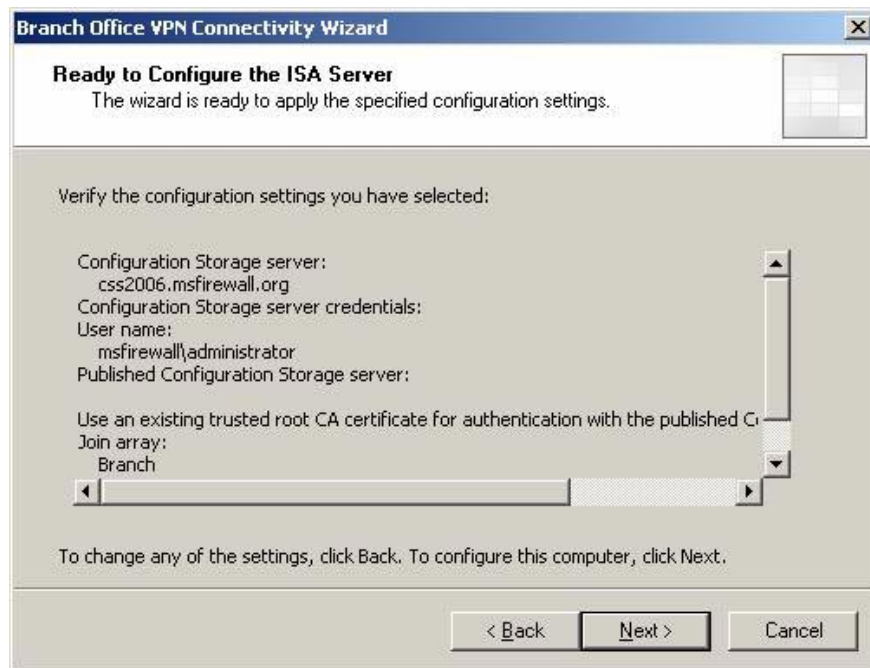 Branch Office VPN Connectivity Wizard
Ready to Configure the ISA Server
The wizard is ready to apply the specified configuration settings.
Verify the configuration settings you have selected:
Configuration Storage server:
css2006.msfirewall.org
Configuration Storage server credentials:
User name:
msfirewall\administrator
Published Configuration Storage server:
Use an existing trusted root CA certificate for authentication with the published
Join array:
Branch
To change any of the settings, click Back. To configure this computer, click Next.
< Back
Next >
Cancel